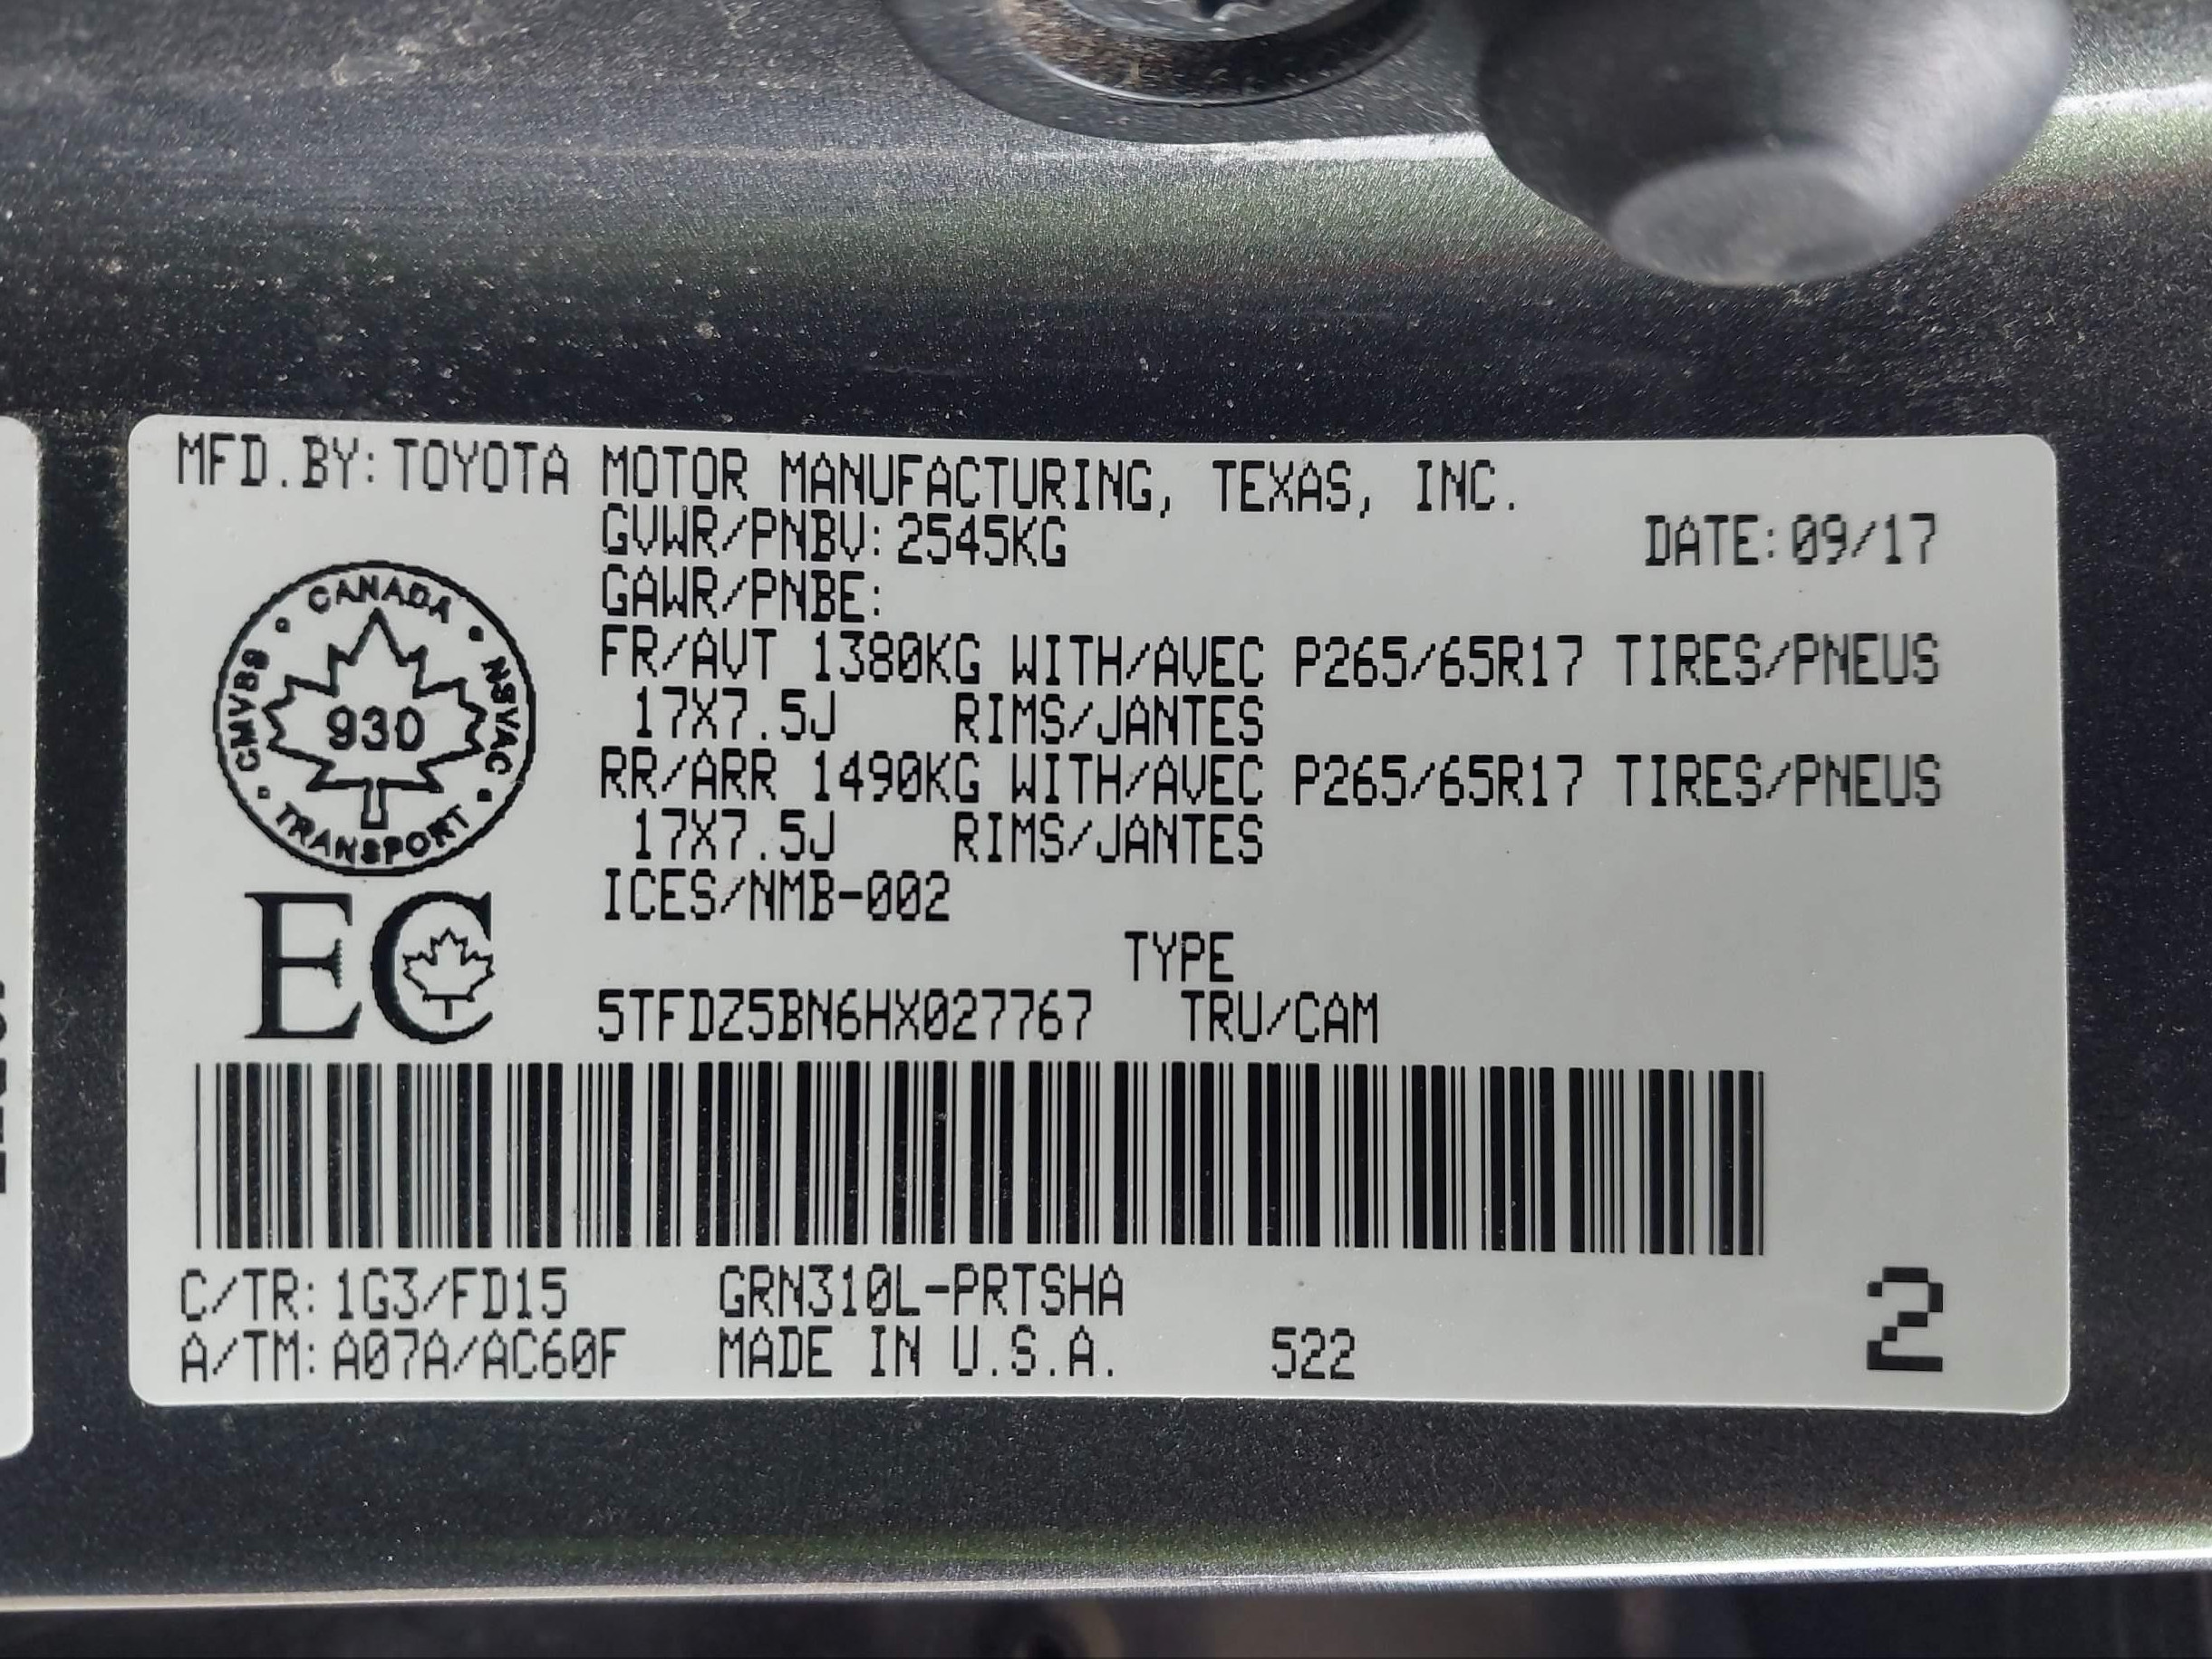 MFD.BY: TOYOTA MOTOR MANUFACTURING, TEXAS, INC.
GVWR/PNBV: 2545KG DATE: 09/17
GAWR/PNBE:
FR/AVT 1380KG WITH/AVEC P265/65R17 TIRES/PNEUS
17X7.5J RIMS/JANTES
RR/ARR 1490KG WITH/AVEC P265/65R17 TIRES/PNEUS
17X7.5J RIMS/JANTES
ICES/NMB-002
CANADA
CMVSS
NSVAC
930
TRANSPORT
EC
TYPE
5TFDZ5BN6HX027767 TRU/CAM
C/TR: 1G3/FD15 GRN310L-PRTSHA
A/TM: A07A/AC60F MADE IN U.S.A. 522
2